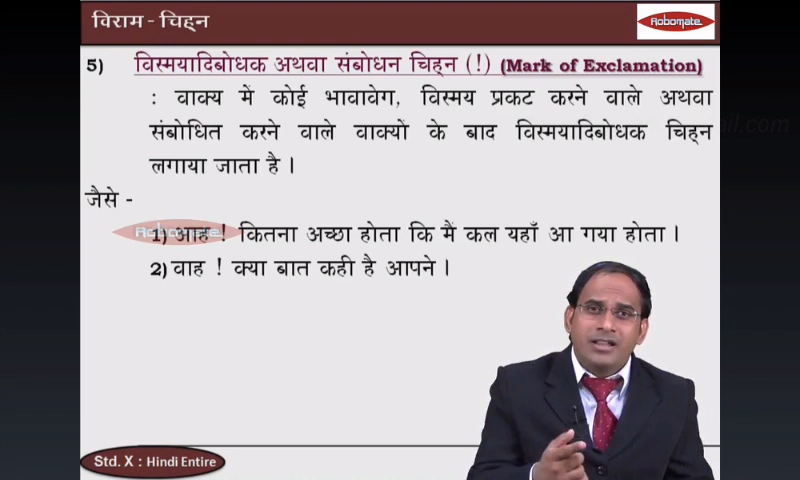 विराम - चिह्न
Robomate
5) विस्मयादिबोधक अथवा संबोधन चिह्न (!) (Mark of Exclamation)
: वाक्य में कोई भावावेग, विस्मय प्रकट करने वाले अथवा
संबोधित करने वाले वाक्यों के बाद विस्मयादिबोधक चिह्न
लगाया जाता है ।
जैसे -
1) आह ! कितना अच्छा होता कि मैं कल यहाँ आ गया होता ।
2) वाह ! क्या बात कही है आपने ।
Std. X : Hindi Entire